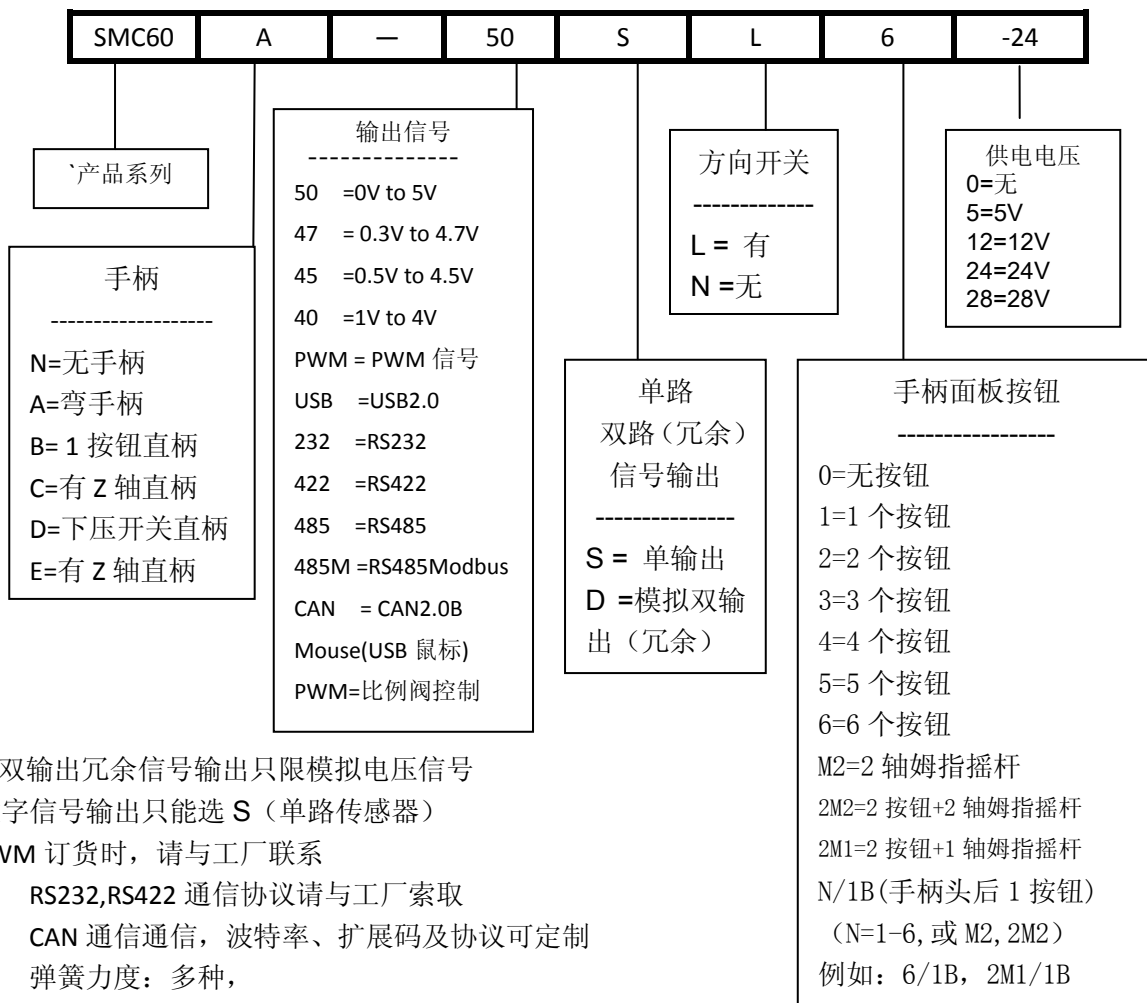 SMC60 A — 50 S L 6 -24
`产品系列
手柄
-------------------
N=无手柄
A=弯手柄
B= 1 按钮直柄
C=有 Z 轴直柄
D=下压开关直柄
E=有 Z 轴直柄
输出信号
--------------
50 =0V to 5V
47 = 0.3V to 4.7V
45 =0.5V to 4.5V
40 =1V to 4V
PWM = PWM 信号
USB =USB2.0
232 =RS232
422 =RS422
485 =RS485
485M =RS485Modbus
CAN = CAN2.0B
Mouse(USB 鼠标)
PWM=比例阀控制
单路
双路（冗余）
信号输出
---------------
S = 单输出
D =模拟双输
出（冗余）
方向开关
-------------
L = 有
N =无
手柄面板按钮
-----------------
0=无按钮
1=1 个按钮
2=2 个按钮
3=3 个按钮
4=4 个按钮
5=5 个按钮
6=6 个按钮
M2=2 轴姆指摇杆
2M2=2 按钮+2 轴姆指摇杆
2M1=2 按钮+1 轴姆指摇杆
N/1B(手柄头后 1 按钮)
（N=1-6,或 M2,2M2）
例如：6/1B，2M1/1B
供电电压
0=无
5=5V
12=12V
24=24V
28=28V
双输出冗余信号输出只限模拟电压信号
字信号输出只能选 S（单路传感器）
WM 订货时，请与工厂联系
RS232,RS422 通信协议请与工厂索取
CAN 通信通信，波特率、扩展码及协议可定制
弹簧力度：多种，